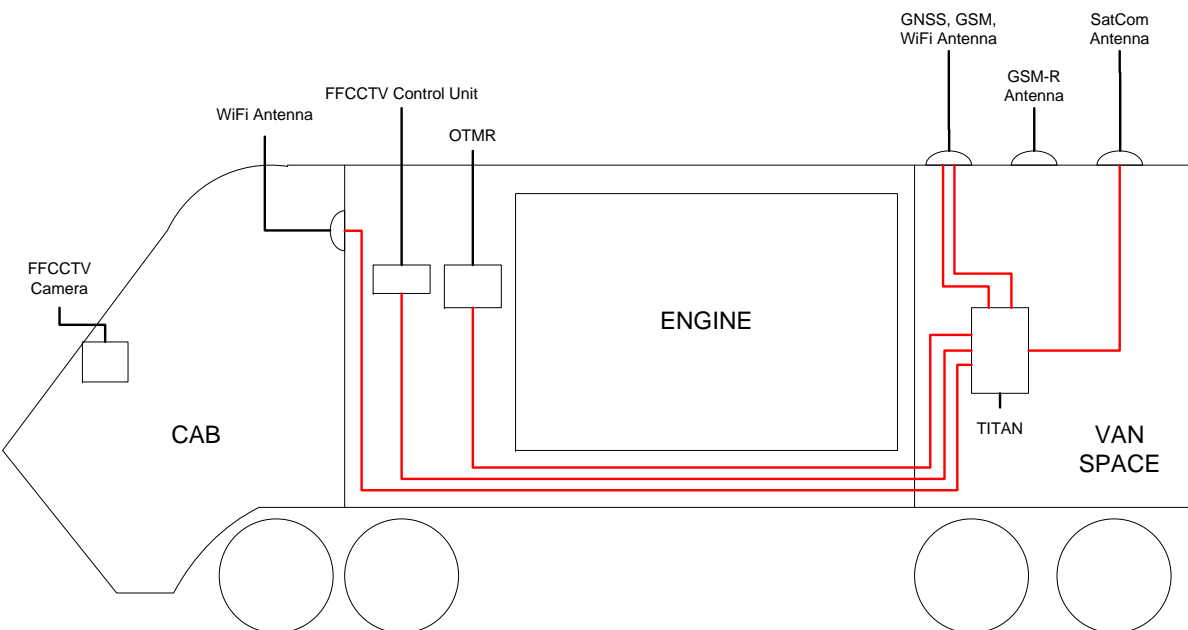 GNSS, GSM,
WiFi Antenna
SatCom
Antenna
GSM-R
Antenna
FFCCTV Control Unit
WiFi Antenna
OTMR
FFCCTV
Camera
ENGINE
CAB
TITAN
VAN
SPACE